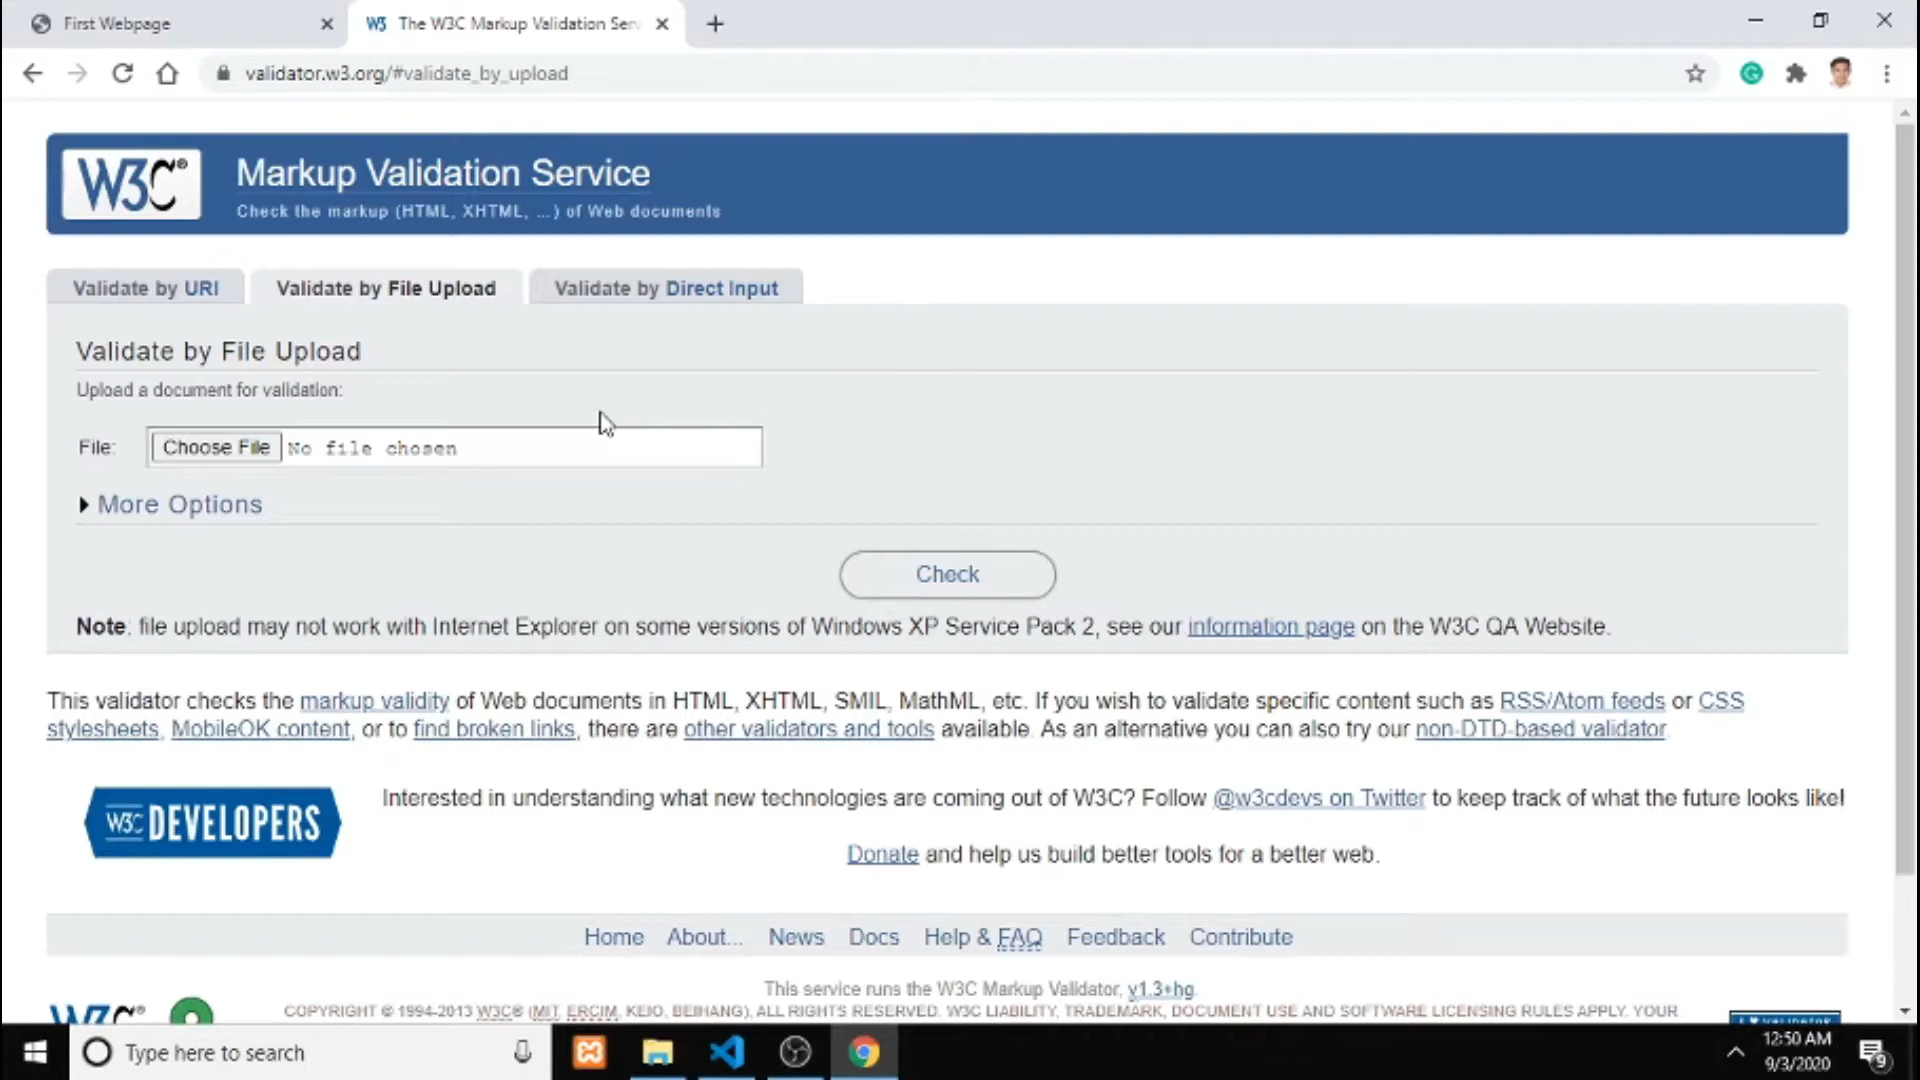 First Webpage
W3 The W3C Markup Validation Serv
validator.w3.org/#validate_by_upload
W3C® Markup Validation Service
Check the markup (HTML, XHTML, ...) of Web documents
Validate by URI
Validate by File Upload
Validate by Direct Input
Validate by File Upload
Upload a document for validation:
File: Choose File No file chosen
More Options
Check
Note: file upload may not work with Internet Explorer on some versions of Windows XP Service Pack 2, see our information page on the W3C QA Website.
This validator checks the markup validity of Web documents in HTML, XHTML, SMIL, MathML, etc. If you wish to validate specific content such as RSS/Atom feeds or CSS
stylesheets, MobileOK content, or to find broken links, there are other validators and tools available. As an alternative you can also try our non-DTD-based validator.
W3C DEVELOPERS
Interested in understanding what new technologies are coming out of W3C? Follow @w3cdevs on Twitter to keep track of what the future looks like!
Donate and help us build better tools for a better web.
Home About... News Docs Help & FAQ Feedback Contribute
This service runs the W3C Markup Validator, v1.3+hg.
W3C®
COPYRIGHT © 1994-2013 W3C® (MIT, ERCIM, KEIO, BEIHANG), ALL RIGHTS RESERVED. W3C LIABILITY, TRADEMARK, DOCUMENT USE AND SOFTWARE LICENSING RULES APPLY. YOUR
Type here to search
12:50 AM
9/3/2020
9